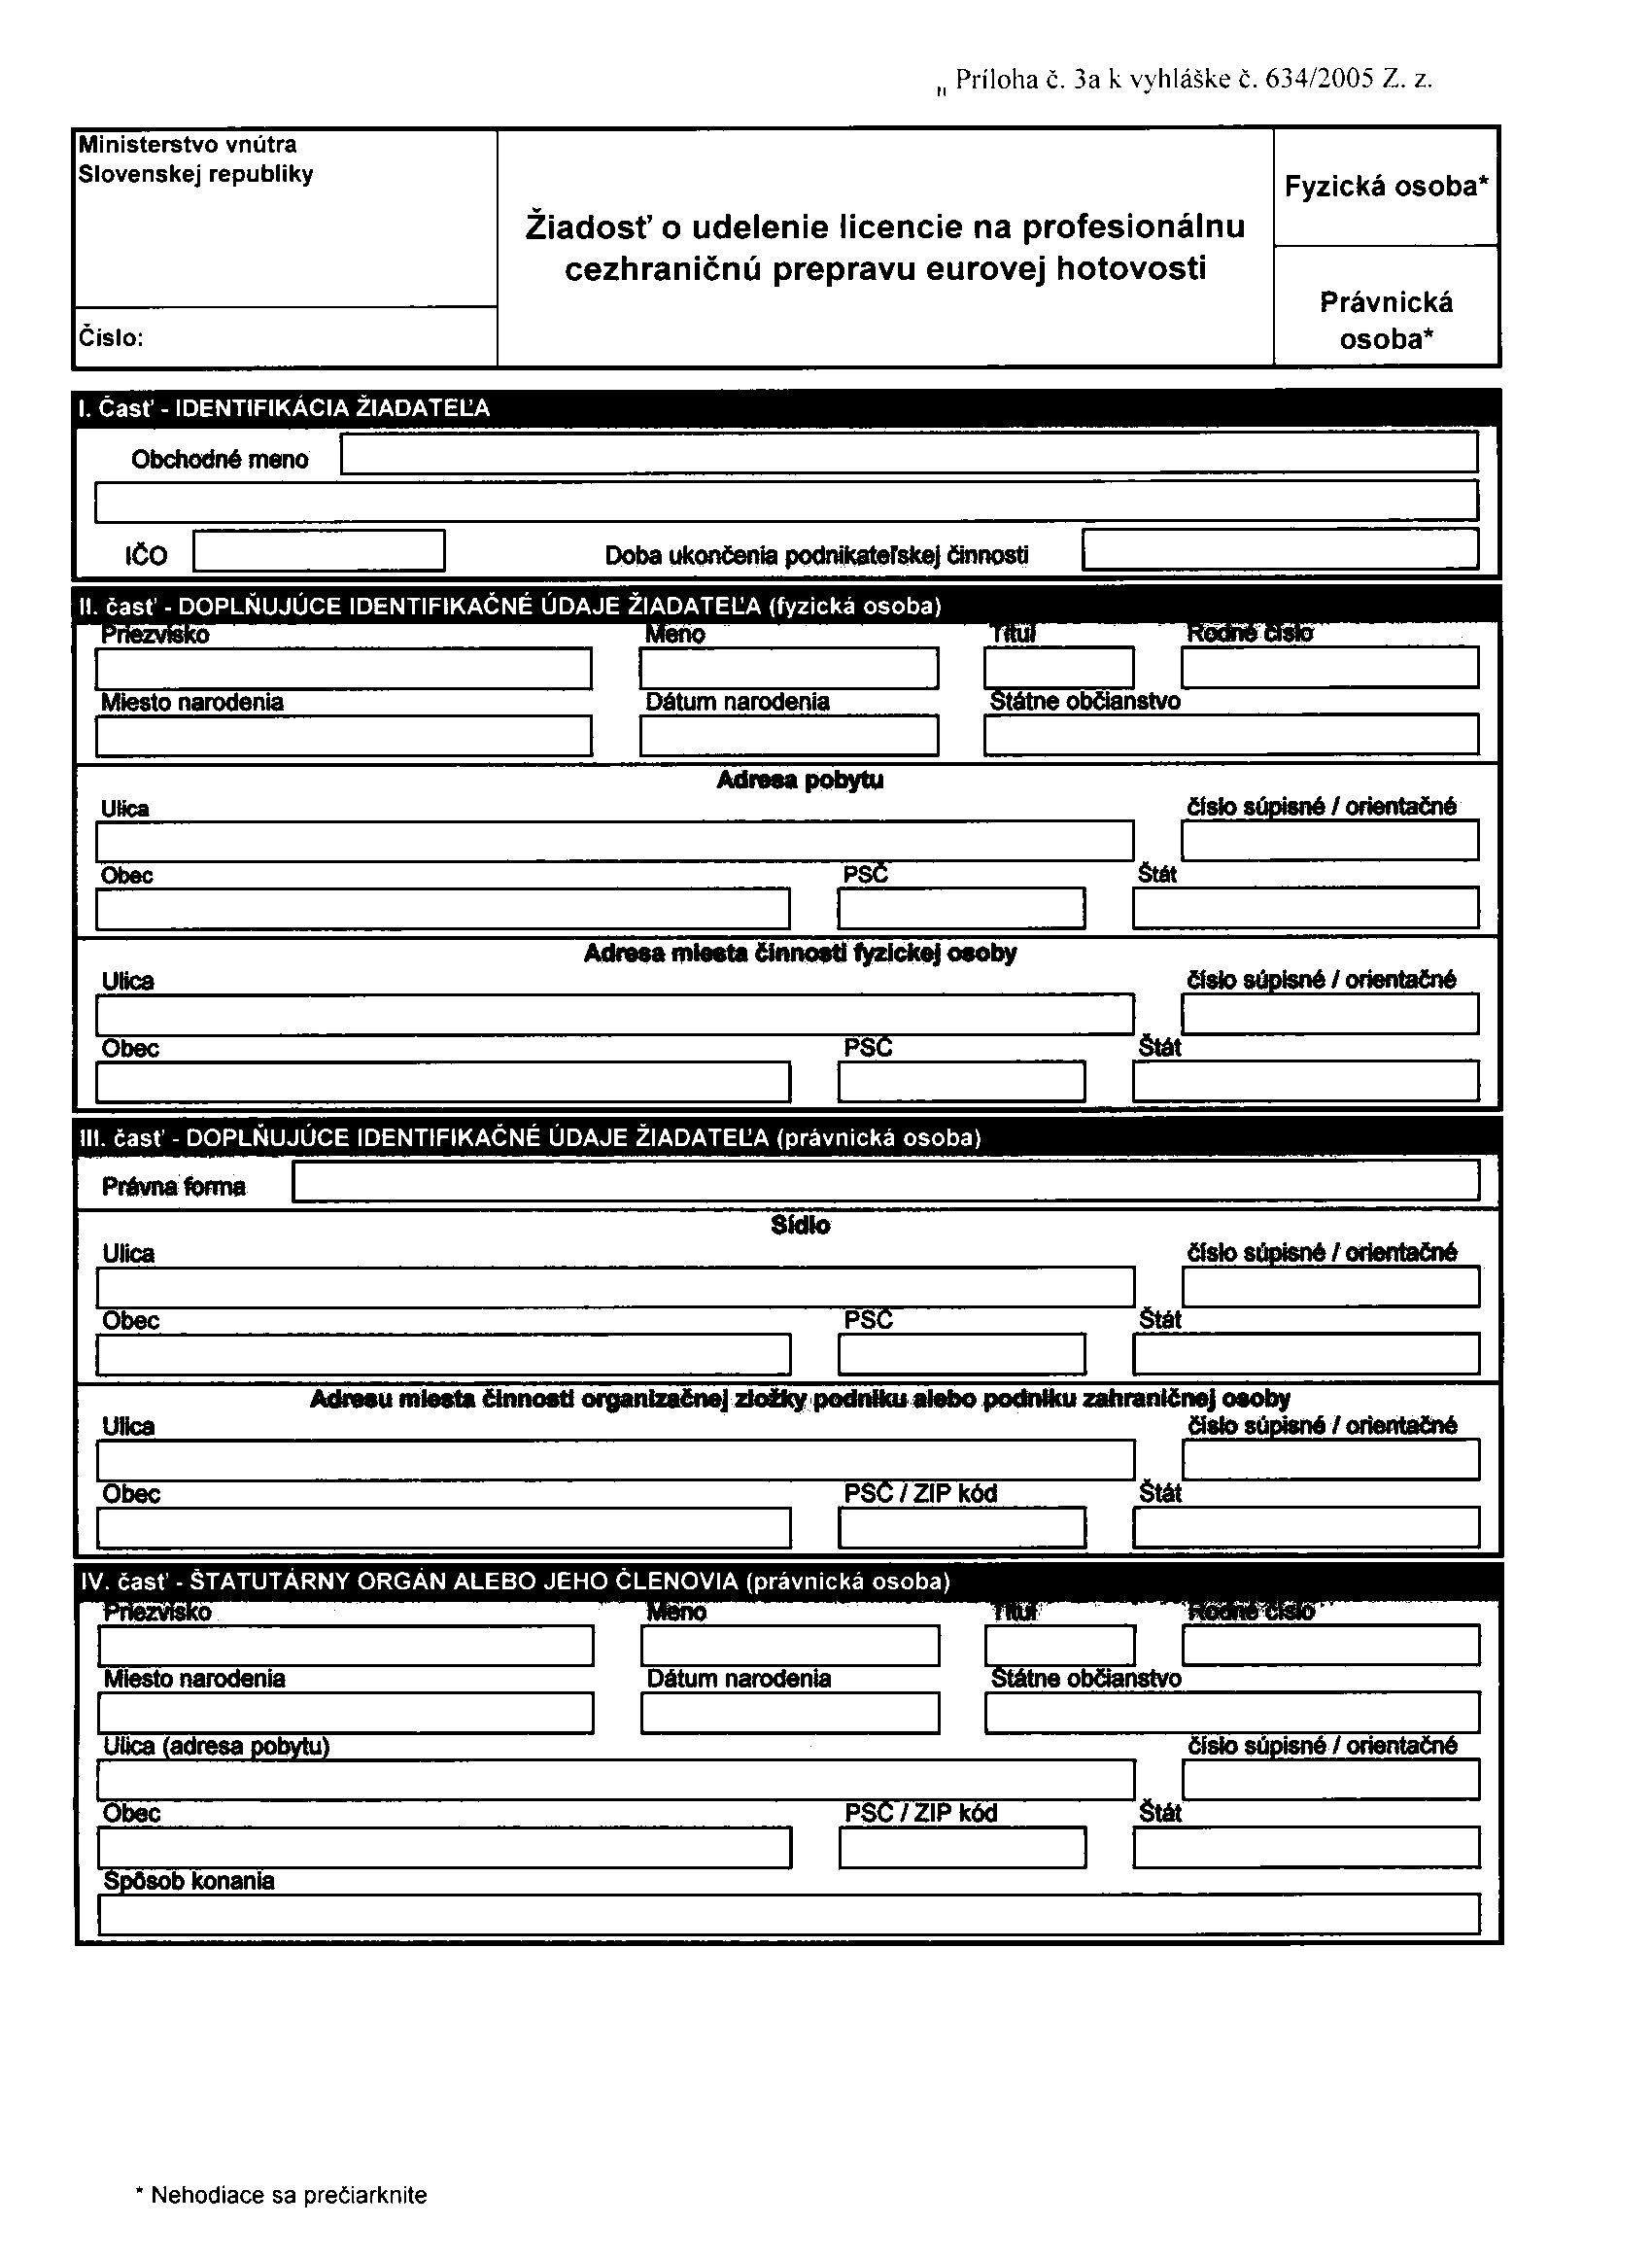 „ Príloha č. 3a k vyhláške č. 634/2005 Z. z.
Ministerstvo vnútra
Slovenskej republiky
Číslo:
Žiadosť o udelenie licencie na profesionálnu
cezhraničnú prepravu eurovej hotovosti
Fyzická osoba*
Právnická
osoba*
I. Časť - IDENTIFIKÁCIA ŽIADATEĽA
Obchodné meno
IČO Doba ukončenia podnikateľskej činnosti
II. časť - DOPLŇUJÚCE IDENTIFIKAČNÉ ÚDAJE ŽIADATEĽA (fyzická osoba)
Priezvisko Meno Titul Rodné číslo
Miesto narodenia Dátum narodenia Štátne občianstvo
Adresa pobytu
Ulica číslo súpisné / orientačné
Obec PSČ Štát
Adresa miesta činnosti fyzickej osoby
Ulica číslo súpisné / orientačné
Obec PSČ Štát
III. časť - DOPLŇUJÚCE IDENTIFIKAČNÉ ÚDAJE ŽIADATEĽA (právnická osoba)
Právna forma
Sídlo
Ulica číslo súpisné / orientačné
Obec PSČ Štát
Adresu miesta činnosti organizačnej zložky podniku alebo podniku zahraničnej osoby
Ulica číslo súpisné / orientačné
Obec PSČ / ZIP kód Štát
IV. časť - ŠTATUTÁRNY ORGÁN ALEBO JEHO ČLENOVIA (právnická osoba)
Priezvisko Meno Titul Rodné číslo
Miesto narodenia Dátum narodenia Štátne občianstvo
Ulica (adresa pobytu) číslo súpisné / orientačné
Obec PSČ / ZIP kód Štát
Spôsob konania
* Nehodiace sa prečiarknite